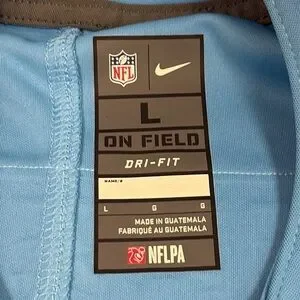 NFL
L
ON FIELD
DRI-FIT
NAME/#
L G G
MADE IN GUATEMALA
FABRIQUÉ AU GUATEMALA
NFLPA